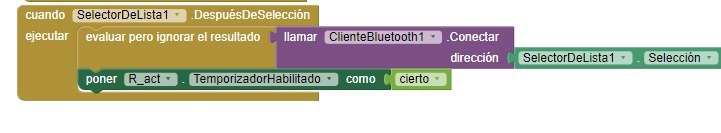 cuando SelectorDeLista1 .DespuésDeSelección
ejecutar evaluar pero ignorar el resultado llamar ClienteBluetooth1 .Conectar
dirección SelectorDeLista1 . Selección
poner R_act . TemporizadorHabilitado como cierto